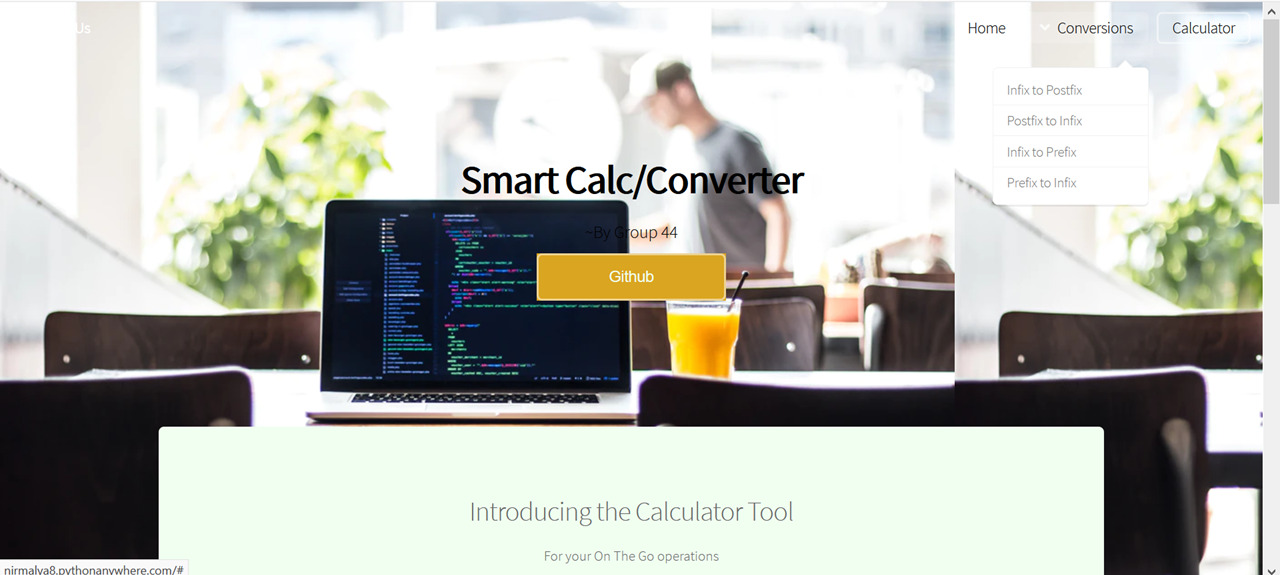 Us
Home
Conversions
Calculator
Infix to Postfix
Postfix to Infix
Infix to Prefix
Prefix to Infix
Smart Calc/Converter
~By Group 44
Github
Introducing the Calculator Tool
For your On The Go operations
nirmalya8.pythonanywhere.com/#